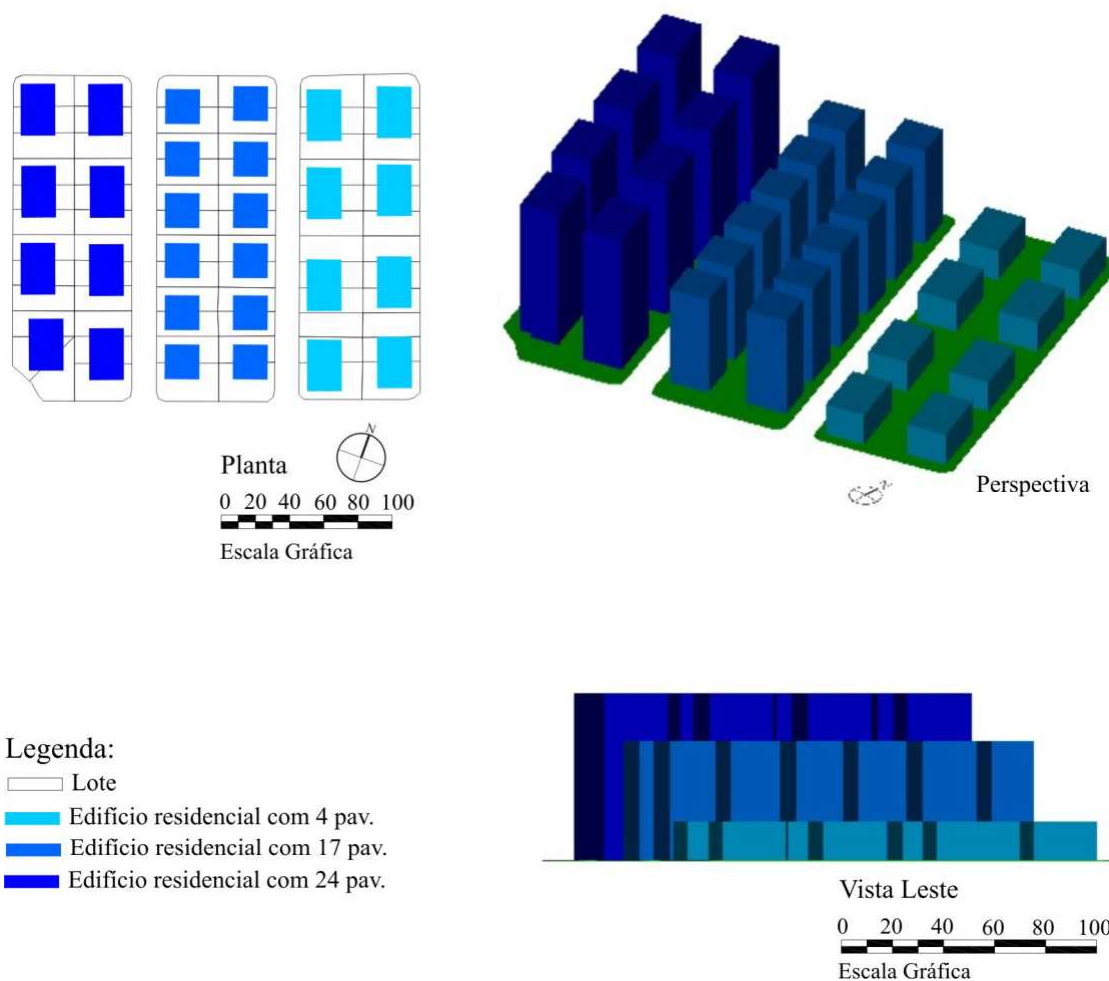 N
Planta
0 20 40 60 80 100
Escala Gráfica
N
Perspectiva
Legenda:
Lote
Edifício residencial com 4 pav.
Edifício residencial com 17 pav.
Edifício residencial com 24 pav.
Vista Leste
0 20 40 60 80 100
Escala Gráfica